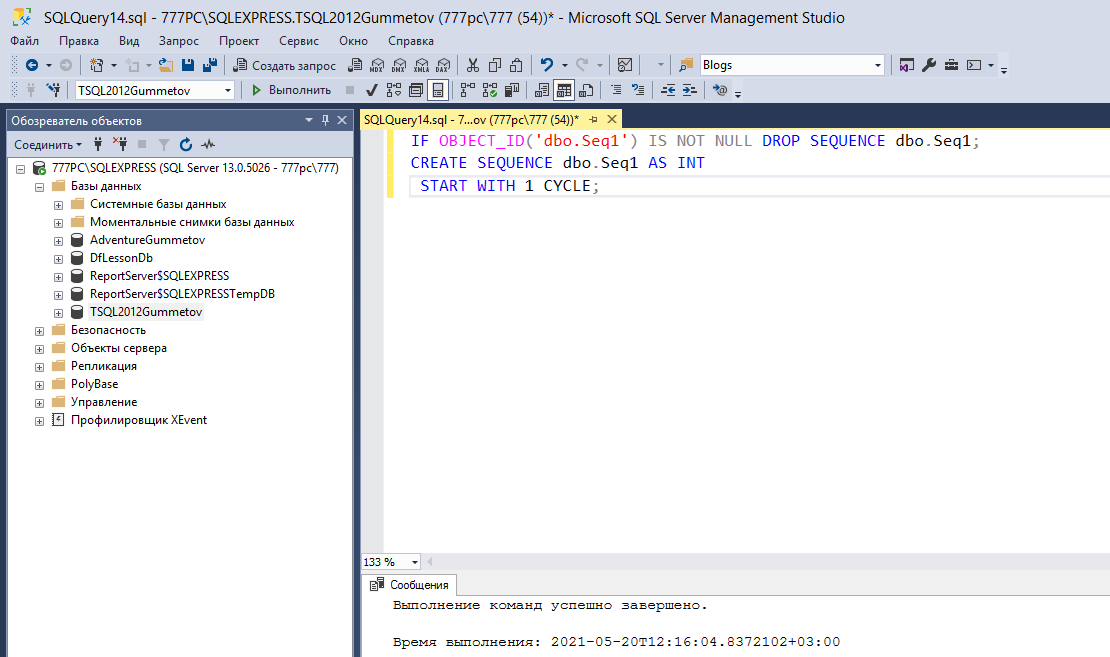 SQLQuery14.sql - 777PC\SQLEXPRESS.TSQL2012Gummetov (777pc\777 (54))* - Microsoft SQL Server Management Studio
Файл Правка Вид Запрос Проект Сервис Окно Справка
Создать запрос MDX DMX XMLA DAX Blogs
TSQL2012Gummetov Выполнить
Обозреватель объектов
Соединить
777PC\SQLEXPRESS (SQL Server 13.0.5026 - 777pc\777)
Базы данных
Системные базы данных
Моментальные снимки базы данных
AdventureGummetov
DfLessonDb
ReportServer$SQLEXPRESS
ReportServer$SQLEXPRESSTempDB
TSQL2012Gummetov
Безопасность
Объекты сервера
Репликация
PolyBase
Управление
Профилировщик XEvent
SQLQuery14.sql - 7...ov (777pc\777 (54))*
IF OBJECT_ID('dbo.Seq1') IS NOT NULL DROP SEQUENCE dbo.Seq1;
CREATE SEQUENCE dbo.Seq1 AS INT
START WITH 1 CYCLE;
133 %
Сообщения
Выполнение команд успешно завершено.
Время выполнения: 2021-05-20T12:16:04.8372102+03:00